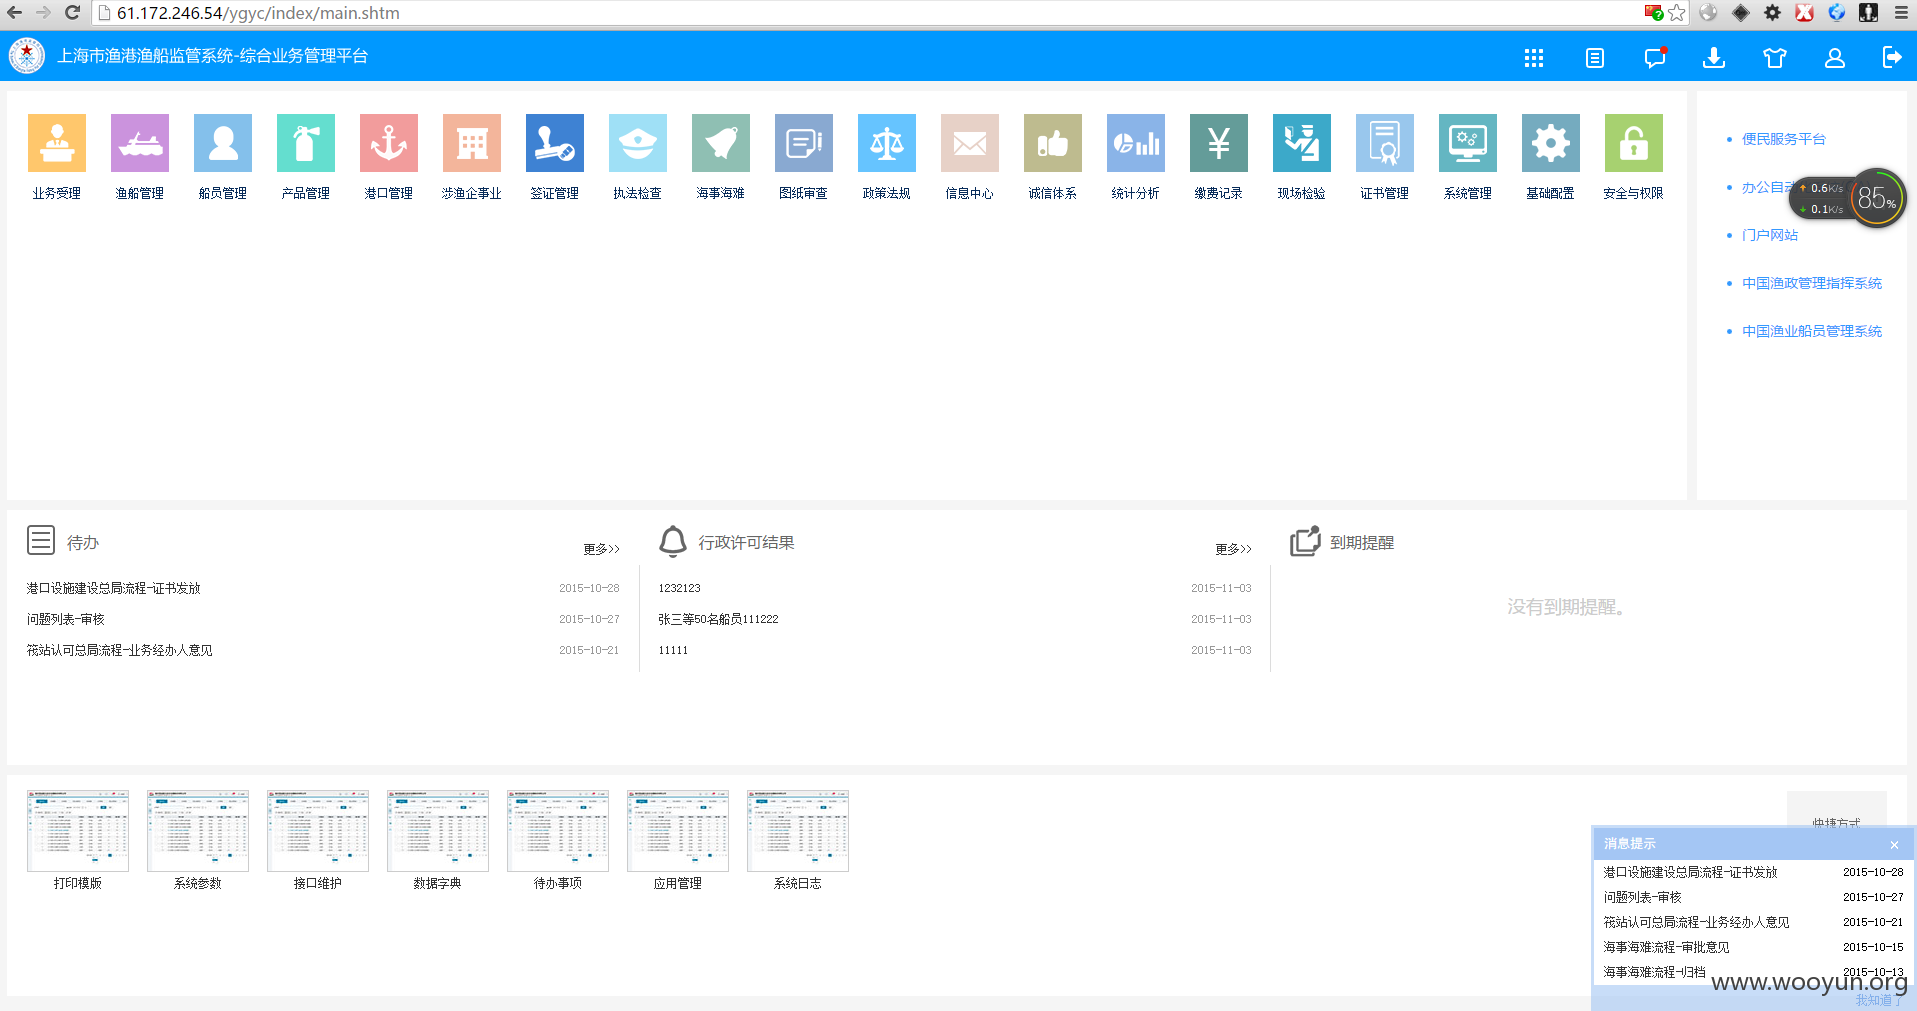 61.172.246.54/ygyc/index/main.shtm
上海市渔港渔船监管系统-综合业务管理平台
业务受理 渔船管理 船员管理 产品管理 港口管理 涉渔企事业 签证管理 执法检查 海事海难 图纸审查 政策法规 信息中心 诚信体系 统计分析 缴费记录 现场检验 证书管理 系统管理 基础配置 安全与权限
便民服务平台
办公自动
0.6K/s
0.1K/s
85%
门户网站
中国渔政管理指挥系统
中国渔业船员管理系统
待办 更多>>
港口设施建设总局流程-证书发放 2015-10-28
问题列表-审核 2015-10-27
筏站认可总局流程-业务经办人意见 2015-10-21
行政许可结果 更多>>
1232123 2015-11-03
张三等50名船员111222 2015-11-03
11111 2015-11-03
到期提醒
没有到期提醒。
打印模版 系统参数 接口维护 数据字典 待办事项 应用管理 系统日志
快捷方式
消息提示 ×
港口设施建设总局流程-证书发放 2015-10-28
问题列表-审核 2015-10-27
筏站认可总局流程-业务经办人意见 2015-10-21
海事海难流程-审批意见 2015-10-15
海事海难流程-归档 2015-10-13
www.wooyun.org
我知道了